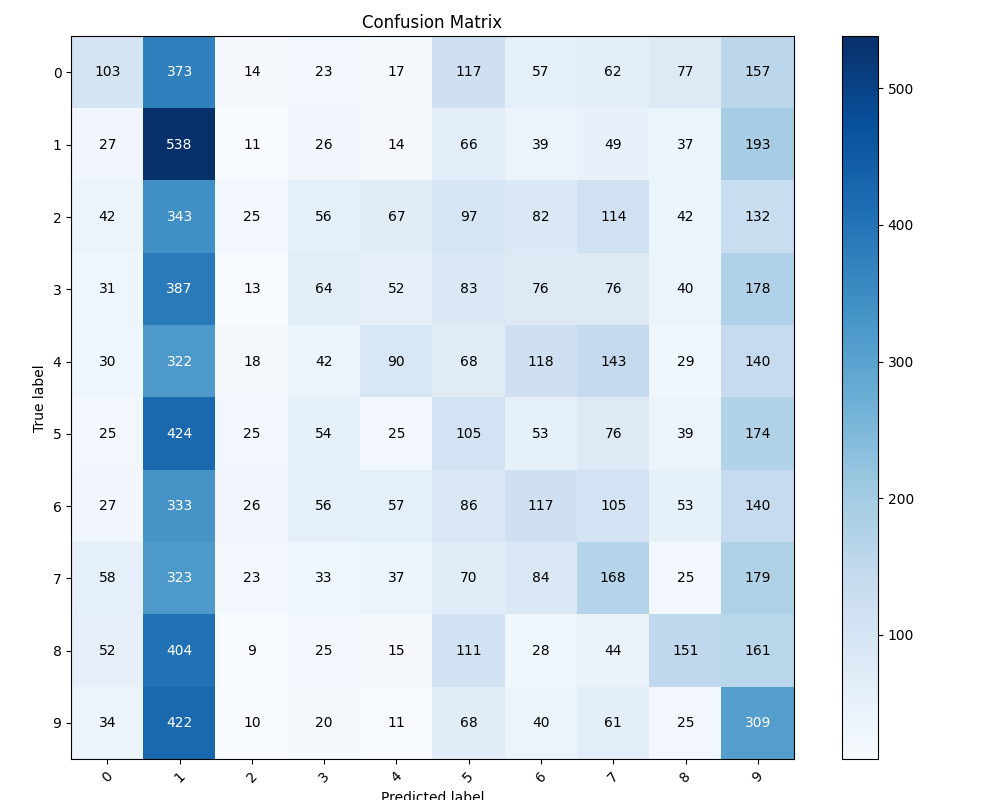 Confusion Matrix
0 103 373 14 23 17 117 57 62 77 157
1 27 538 11 26 14 66 39 49 37 193
2 42 343 25 56 67 97 82 114 42 132
3 31 387 13 64 52 83 76 76 40 178
4 30 322 18 42 90 68 118 143 29 140
5 25 424 25 54 25 105 53 76 39 174
6 27 333 26 56 57 86 117 105 53 140
7 58 323 23 33 37 70 84 168 25 179
8 52 404 9 25 15 111 28 44 151 161
9 34 422 10 20 11 68 40 61 25 309
0 1 2 3 4 5 6 7 8 9
True label
Predicted label
500
400
300
200
100